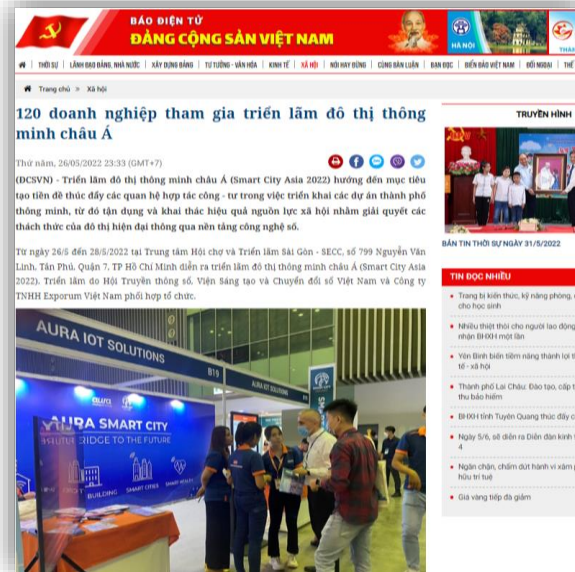 BÁO ĐIỆN TỬ
ĐẢNG CỘNG SẢN VIỆT NAM
HÀ NỘI
THỜI SỰ | LÃNH ĐẠO ĐẢNG, NHÀ NƯỚC | XÂY DỰNG ĐẢNG | TƯ TƯỞNG - VĂN HÓA | KINH TẾ | XÃ HỘI | NÓI HAY ĐỪNG | CÙNG BÀN LUẬN | BẠN ĐỌC | BIỂN ĐẢO VIỆT NAM | ĐỐI NGOẠI | THẾ
Trang chủ > Xã hội
120 doanh nghiệp tham gia triển lãm đô thị thông
minh châu Á
Thứ năm, 26/05/2022 23:33 (GMT+7)
(ĐCSVN) - Triển lãm đô thị thông minh châu Á (Smart City Asia 2022) hướng đến mục tiêu
tạo tiền đề thúc đẩy các quan hệ hợp tác công - tư trong việc triển khai các dự án thành phố
thông minh, từ đó tận dụng và khai thác hiệu quả nguồn lực xã hội nhằm giải quyết các
thách thức của đô thị hiện đại thông qua nền tảng công nghệ số.
Từ ngày 26/5 đến 28/5/2022 tại Trung tâm Hội chợ và Triển lãm Sài Gòn - SECC, số 799 Nguyễn Văn
Linh, Tân Phú, Quận 7, TP Hồ Chí Minh diễn ra triển lãm đô thị thông minh châu Á (Smart City Asia
2022). Triển lãm do Hội Truyền thông số, Viện Sáng tạo và Chuyển đổi số Việt Nam và Công ty
TNHH Exporum Việt Nam phối hợp tổ chức.
AURA IOT SOLUTIONS
B19
AURA IOT SOLUTIONS
AURA SMART CITY
BRIDGE TO THE FUTURE
BUILDING
SMART CITIES
TRUYỀN HÌNH
BẢN TIN THỜI SỰ NGÀY 31/5/2022
TIN ĐỌC NHIỀU
Trang bị kiến thức, kỹ năng phòng,
cho học sinh
Nhiều thiệt thòi cho người lao động
nhận BHXH một lần
Yên Bình biến tiềm năng thành lợi
tế - xã hội
Thành phố Lai Châu: Đào tạo, cấp
thu bảo hiểm
BHXH tỉnh Tuyên Quang thúc đẩy
Ngày 5/6, sẽ diễn ra Diễn đàn kinh
4
Ngăn chặn, chấm dứt hành vi xâm
hữu trí tuệ
Giá vàng tiếp đà giảm